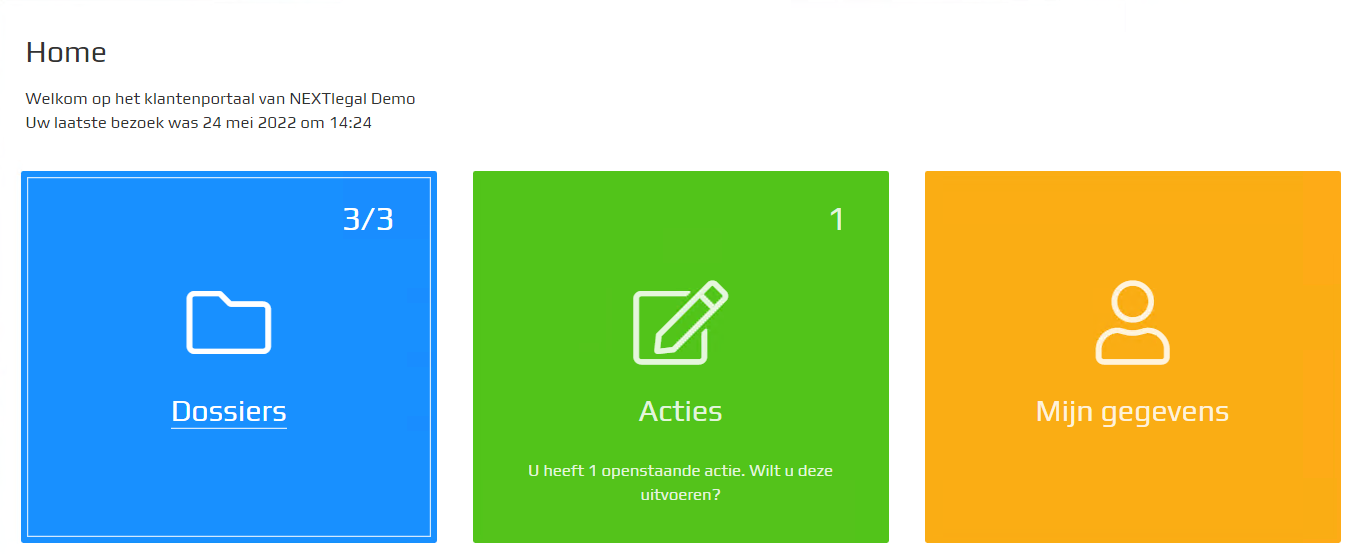 Home
Welkom op het klantenportaal van NEXTlegal Demo
Uw laatste bezoek was 24 mei 2022 om 14:24
3/3
Dossiers
1
Acties
U heeft 1 openstaande actie. Wilt u deze
uitvoeren?
Mijn gegevens